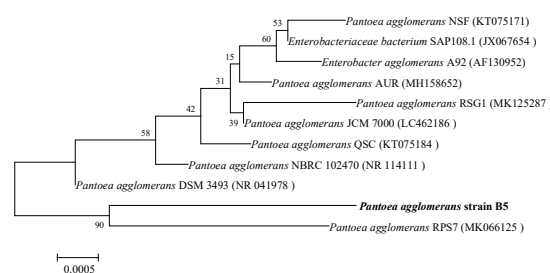 53
Pantoea agglomerans NSF (KT075171)
Enterobacteriaceae bacterium SAP108.1 (JX067654 )
60
Enterobacter agglomerans A92 (AF130952)
15
Pantoea agglomerans AUR (MH158652)
31
Pantoea agglomerans RSG1 (MK125287 )
39
Pantoea agglomerans JCM 7000 (LC462186 )
42
Pantoea agglomerans QSC (KT075184 )
58
Pantoea agglomerans NBRC 102470 (NR 114111 )
Pantoea agglomerans DSM 3493 (NR 041978 )
Pantoea agglomerans strain B5
90
Pantoea agglomerans RPS7 (MK066125 )
0.0005